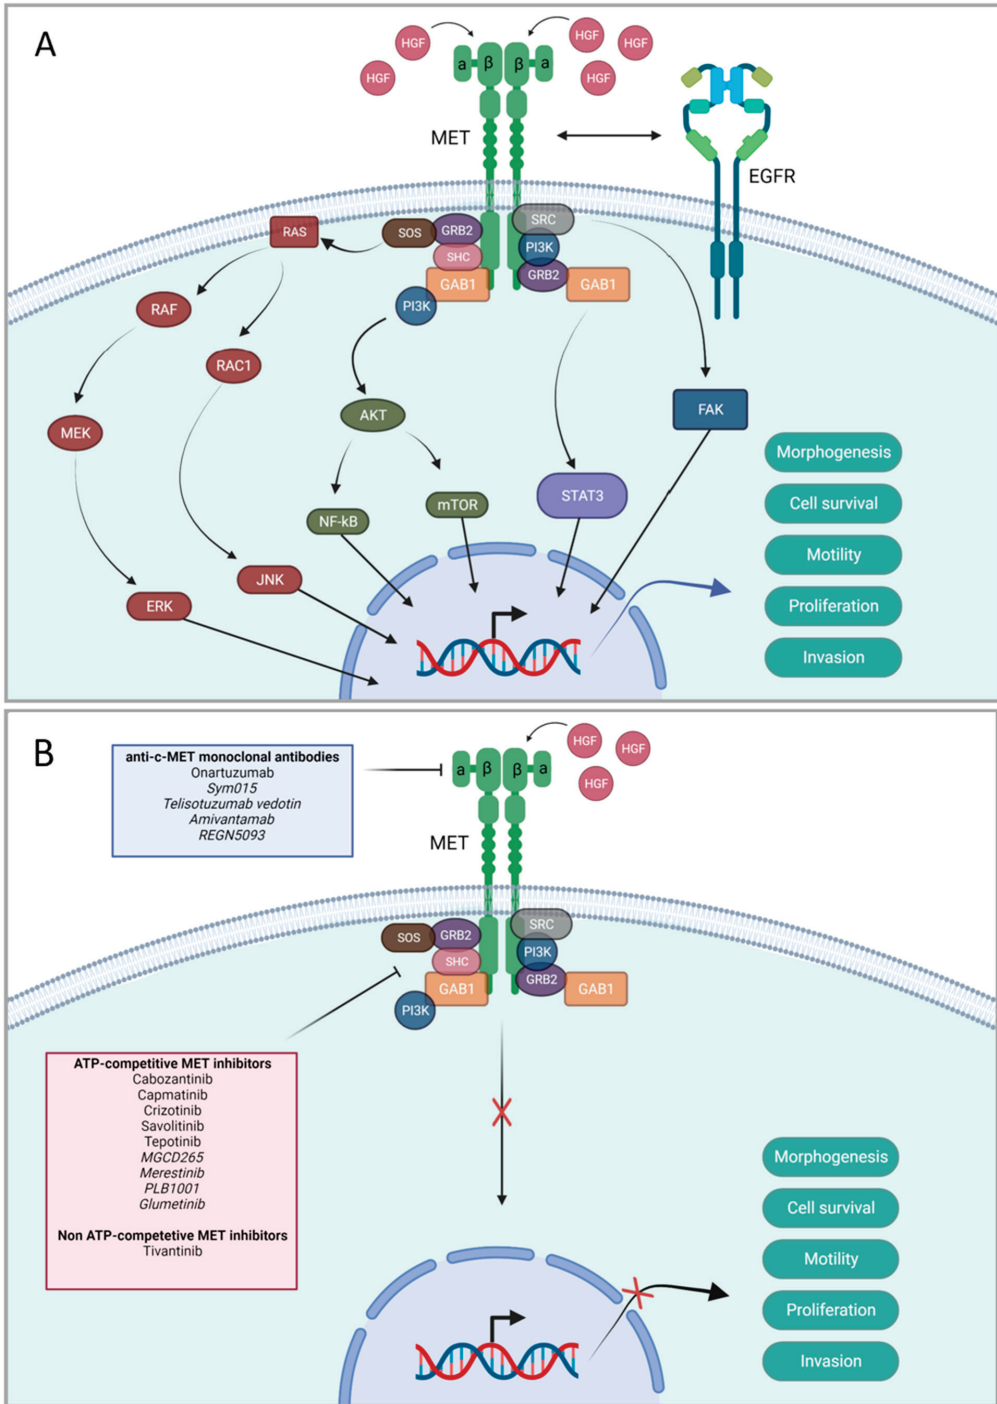 A
HGF
HGF
HGF
HGF
HGF
a
β
β
a
MET
EGFR
RAS
SOS
GRB2
SHC
GAB1
PI3K
SRC
PI3K
GRB2
GAB1
RAF
RAC1
MEK
AKT
FAK
NF-kB
mTOR
STAT3
ERK
JNK
Morphogenesis
Cell survival
Motility
Proliferation
Invasion
B
anti-c-MET monoclonal antibodies
Onartuzumab
Sym015
Telisotuzumab vedotin
Amivantamab
REGN5093
a
β
β
a
HGF
HGF
HGF
MET
SOS
GRB2
SHC
GAB1
PI3K
SRC
PI3K
GRB2
GAB1
ATP-competitive MET inhibitors
Cabozantinib
Capmatinib
Crizotinib
Savolitinib
Tepotinib
MGCD265
Merestinib
PLB1001
Glumetinib
Non ATP-competetive MET inhibitors
Tivantinib
Morphogenesis
Cell survival
Motility
Proliferation
Invasion